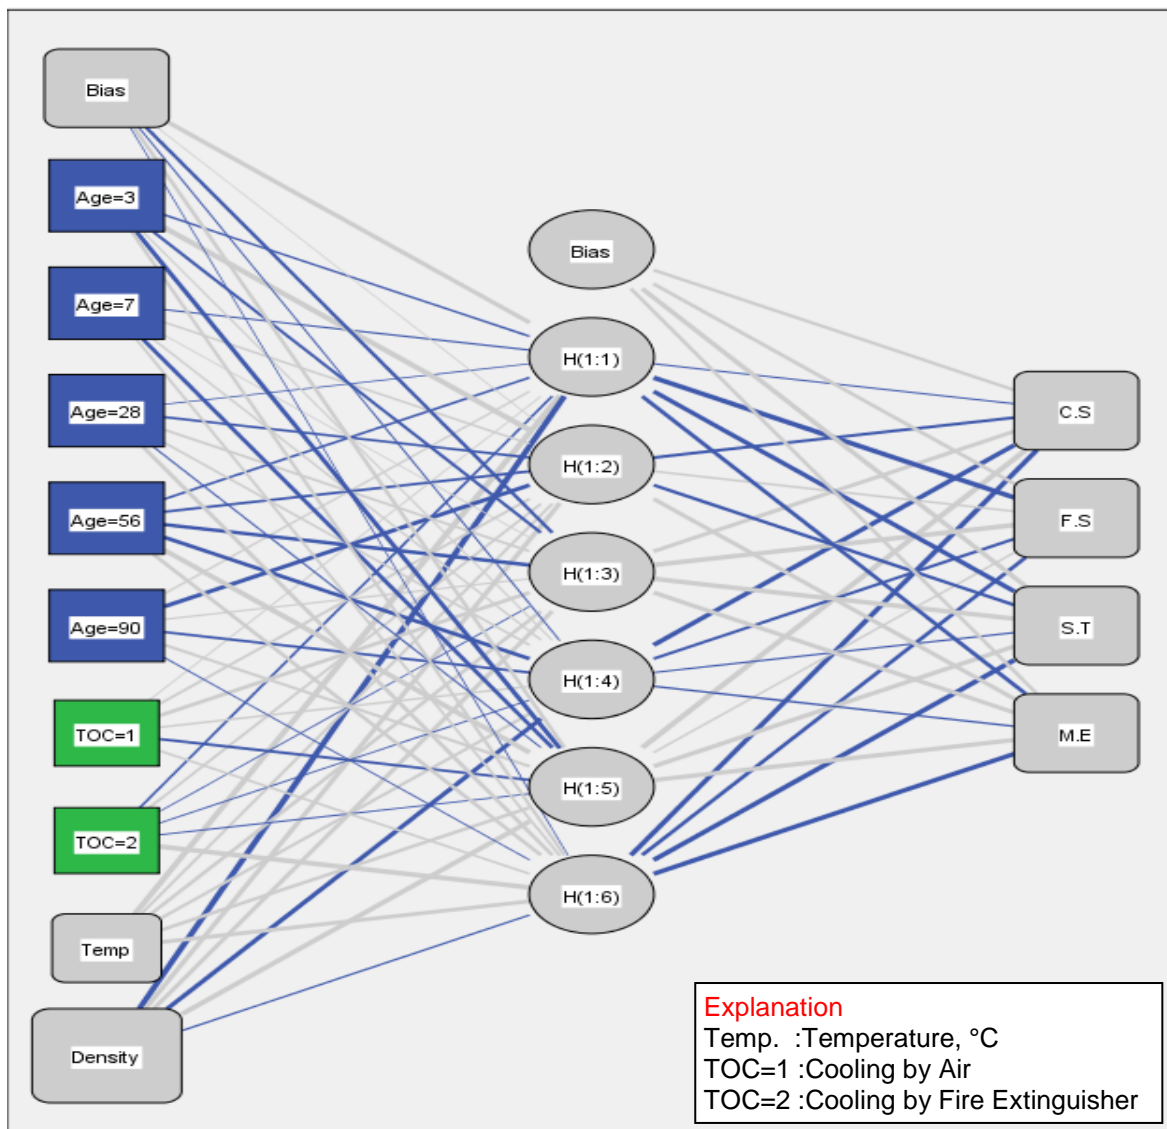 Bias
Age=3
Age=7
Age=28
Age=56
Age=90
TOC=1
TOC=2
Temp
Density
Bias
H(1:1)
H(1:2)
H(1:3)
H(1:4)
H(1:5)
H(1:6)
C.S
F.S
S.T
M.E
Explanation
Temp. :Temperature, °C
TOC=1 :Cooling by Air
TOC=2 :Cooling by Fire Extinguisher